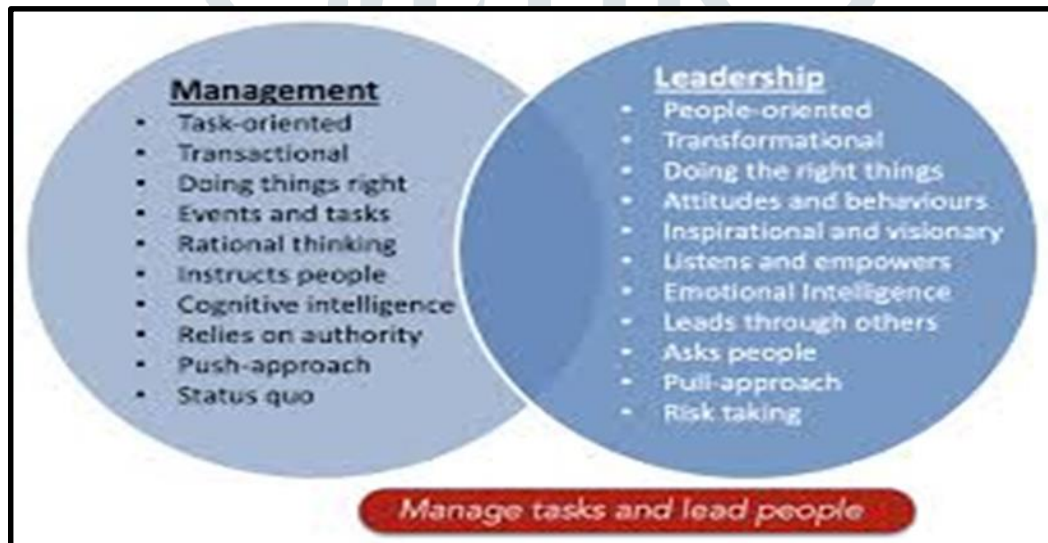 Management
• Task-oriented
• Transactional
• Doing things right
• Events and tasks
• Rational thinking
• Instructs people
• Cognitive intelligence
• Relies on authority
• Push-approach
• Status quo
Leadership
• People-oriented
• Transformational
• Doing the right things
• Attitudes and behaviours
• Inspirational and visionary
• Listens and empowers
• Emotional Intelligence
• Leads through others
• Asks people
• Pull-approach
• Risk taking
Manage tasks and lead people